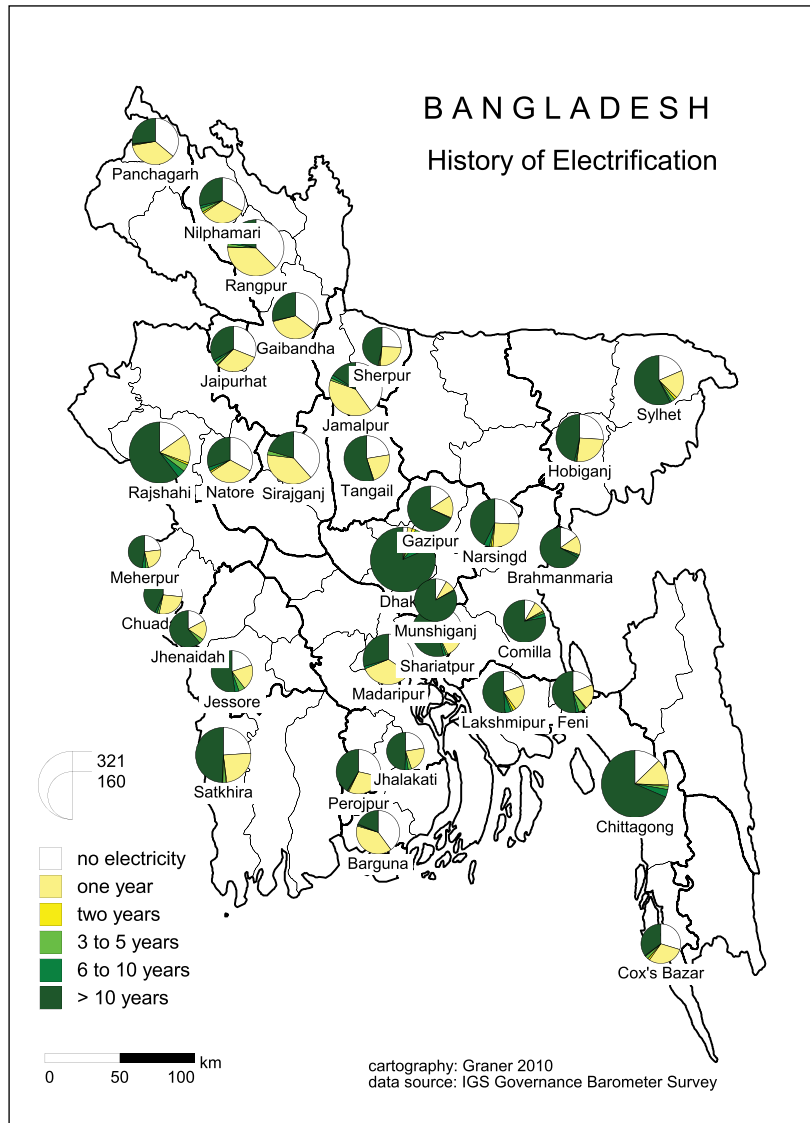 BANGLADESH
History of Electrification
Panchagarh
Nilphamari
Rangpur
Gaibandha
Jaipurhat
Sherpur
Jamalpur
Sylhet
Hobiganj
Rajshahi
Natore
Sirajganj
Tangail
Gazipur
Narsingd
Brahmanmaria
Meherpur
Dhak
Chuad
Munshiganj
Comilla
Jhenaidah
Shariatpur
Jessore
Madaripur
Lakshmipur
Feni
Satkhira
Jhalakati
Perojpur
Chittagong
Barguna
Cox's Bazar
321
160
no electricity
one year
two years
3 to 5 years
6 to 10 years
> 10 years
km
0 50 100
cartography: Graner 2010
data source: IGS Governance Barometer Survey